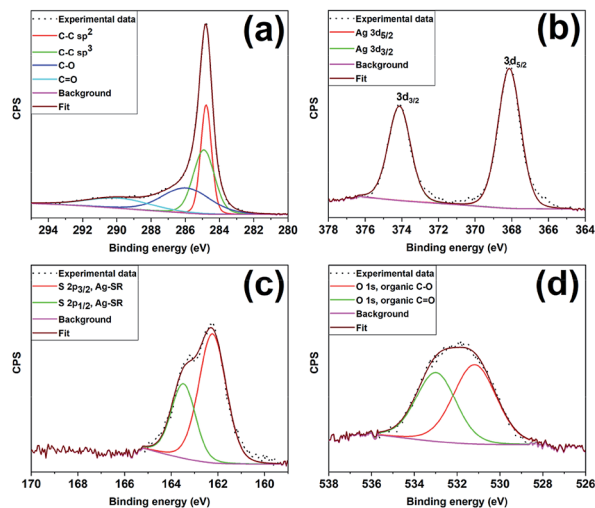 Experimental data
C-C sp²
C-C sp³
C-O
C=O
Background
Fit
(a)
CPS
294 292 290 288 286 284 282 280
Binding energy (eV)
Experimental data
Ag 3d5/2
Ag 3d3/2
Background
Fit
(b)
3d3/2
3d5/2
CPS
378 376 374 372 370 368 366 364
Binding energy (eV)
Experimental data
S 2p3/2, Ag-SR
S 2p1/2, Ag-SR
Background
Fit
(c)
CPS
170 168 166 164 162 160
Binding energy (eV)
Experimental data
O 1s, organic C-O
O 1s, organic C=O
Background
Fit
(d)
CPS
538 536 534 532 530 528 526
Binding energy (eV)